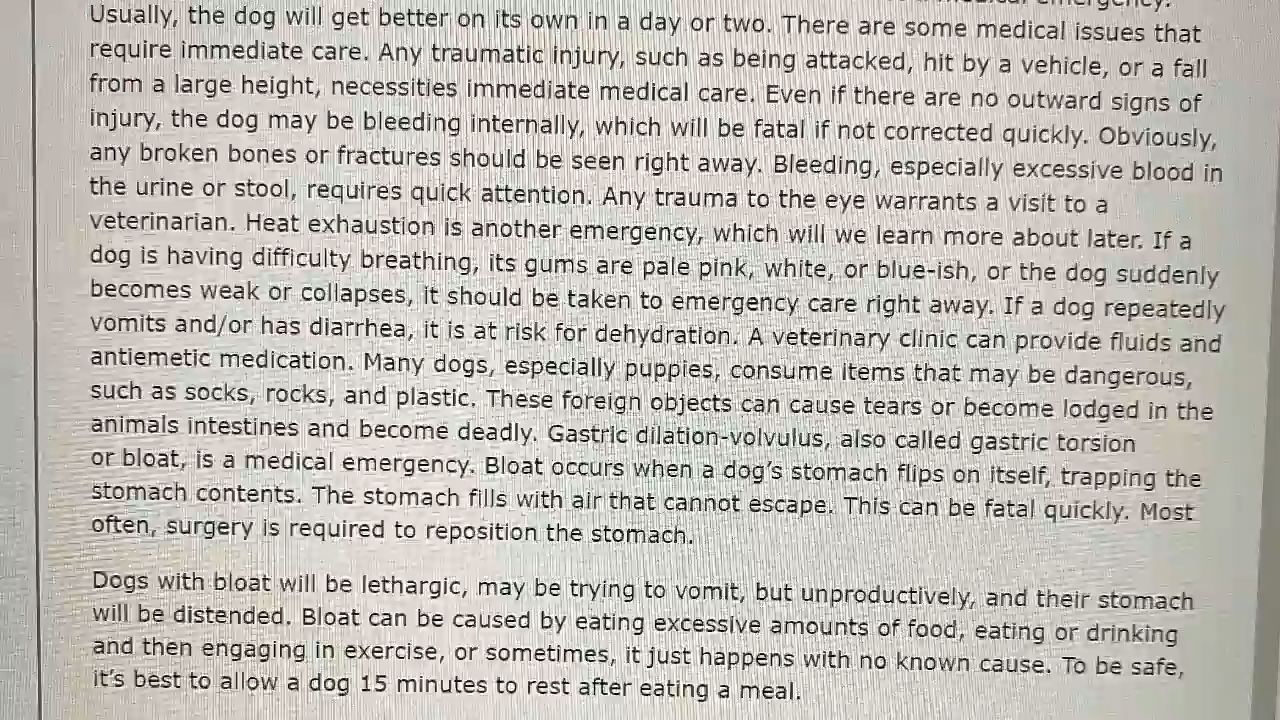 Usually, the dog will get better on its own in a day or two. There are some medical issues that
require immediate care. Any traumatic injury, such as being attacked, hit by a vehicle, or a fall
from a large height, necessities immediate medical care. Even if there are no outward signs of
injury, the dog may be bleeding internally, which will be fatal if not corrected quickly. Obviously,
any broken bones or fractures should be seen right away. Bleeding, especially excessive blood in
the urine or stool, requires quick attention. Any trauma to the eye warrants a visit to a
veterinarian. Heat exhaustion is another emergency, which will we learn more about later. If a
dog is having difficulty breathing, its gums are pale pink, white, or blue-ish, or the dog suddenly
becomes weak or collapses, it should be taken to emergency care right away. If a dog repeatedly
vomits and/or has diarrhea, it is at risk for dehydration. A veterinary clinic can provide fluids and
antiemetic medication. Many dogs, especially puppies, consume items that may be dangerous,
such as socks, rocks, and plastic. These foreign objects can cause tears or become lodged in the
animals intestines and become deadly. Gastric dilation-volvulus, also called gastric torsion
or bloat, is a medical emergency. Bloat occurs when a dog's stomach flips on itself, trapping the
stomach contents. The stomach fills with air that cannot escape. This can be fatal quickly. Most
often, surgery is required to reposition the stomach.
Dogs with bloat will be lethargic, may be trying to vomit, but unproductively, and their stomach
will be distended. Bloat can be caused by eating excessive amounts of food, eating or drinking
and then engaging in exercise, or sometimes, it just happens with no known cause. To be safe,
it's best to allow a dog 15 minutes to rest after eating a meal.